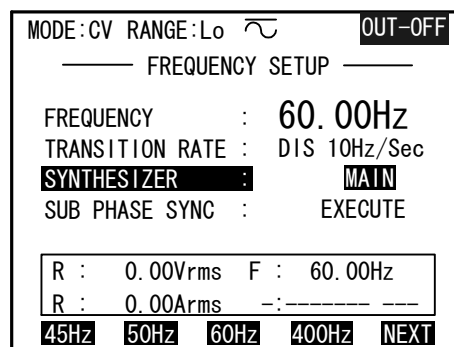 MODE:CV RANGE:Lo OUT-OFF
FREQUENCY SETUP
FREQUENCY : 60.00Hz
TRANSITION RATE : DIS 10Hz/Sec
SYNTHESIZER : MAIN
SUB PHASE SYNC : EXECUTE
R : 0.00Vrms F : 60.00Hz
R : 0.00Arms -:------- ---
45Hz 50Hz 60Hz 400Hz NEXT